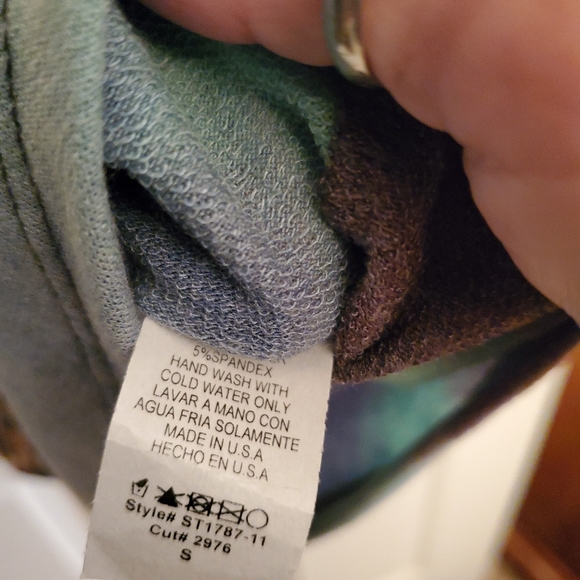 5%SPANDEX
HAND WASH WITH
COLD WATER ONLY
LAVAR A MANO CON
AGUA FRIA SOLAMENTE
MADE IN U.S.A
HECHO EN U.S.A
Style# ST1787-11
Cut# 2976
S